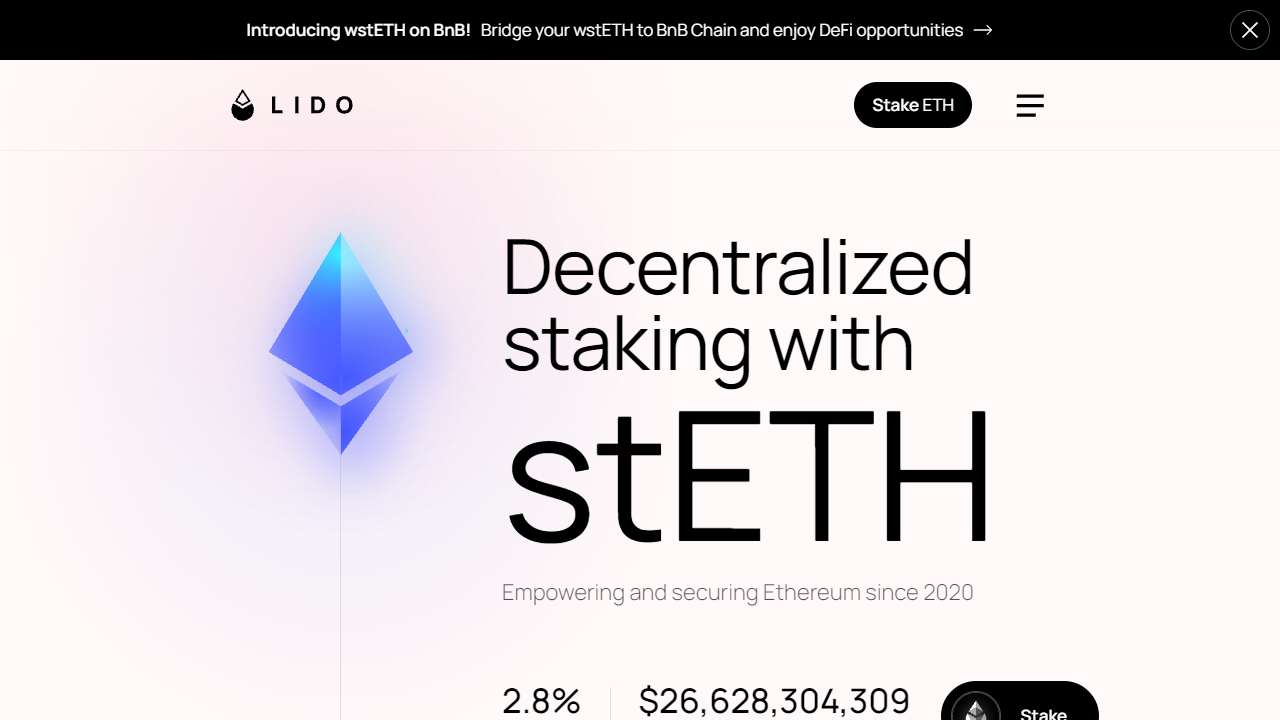 Introducing wstETH on BnB! Bridge your wstETH to BnB Chain and enjoy DeFi opportunities →
LIDO
Stake ETH
Decentralized
staking with
stETH
Empowering and securing Ethereum since 2020
2.8%
$26,628,304,309
Stake